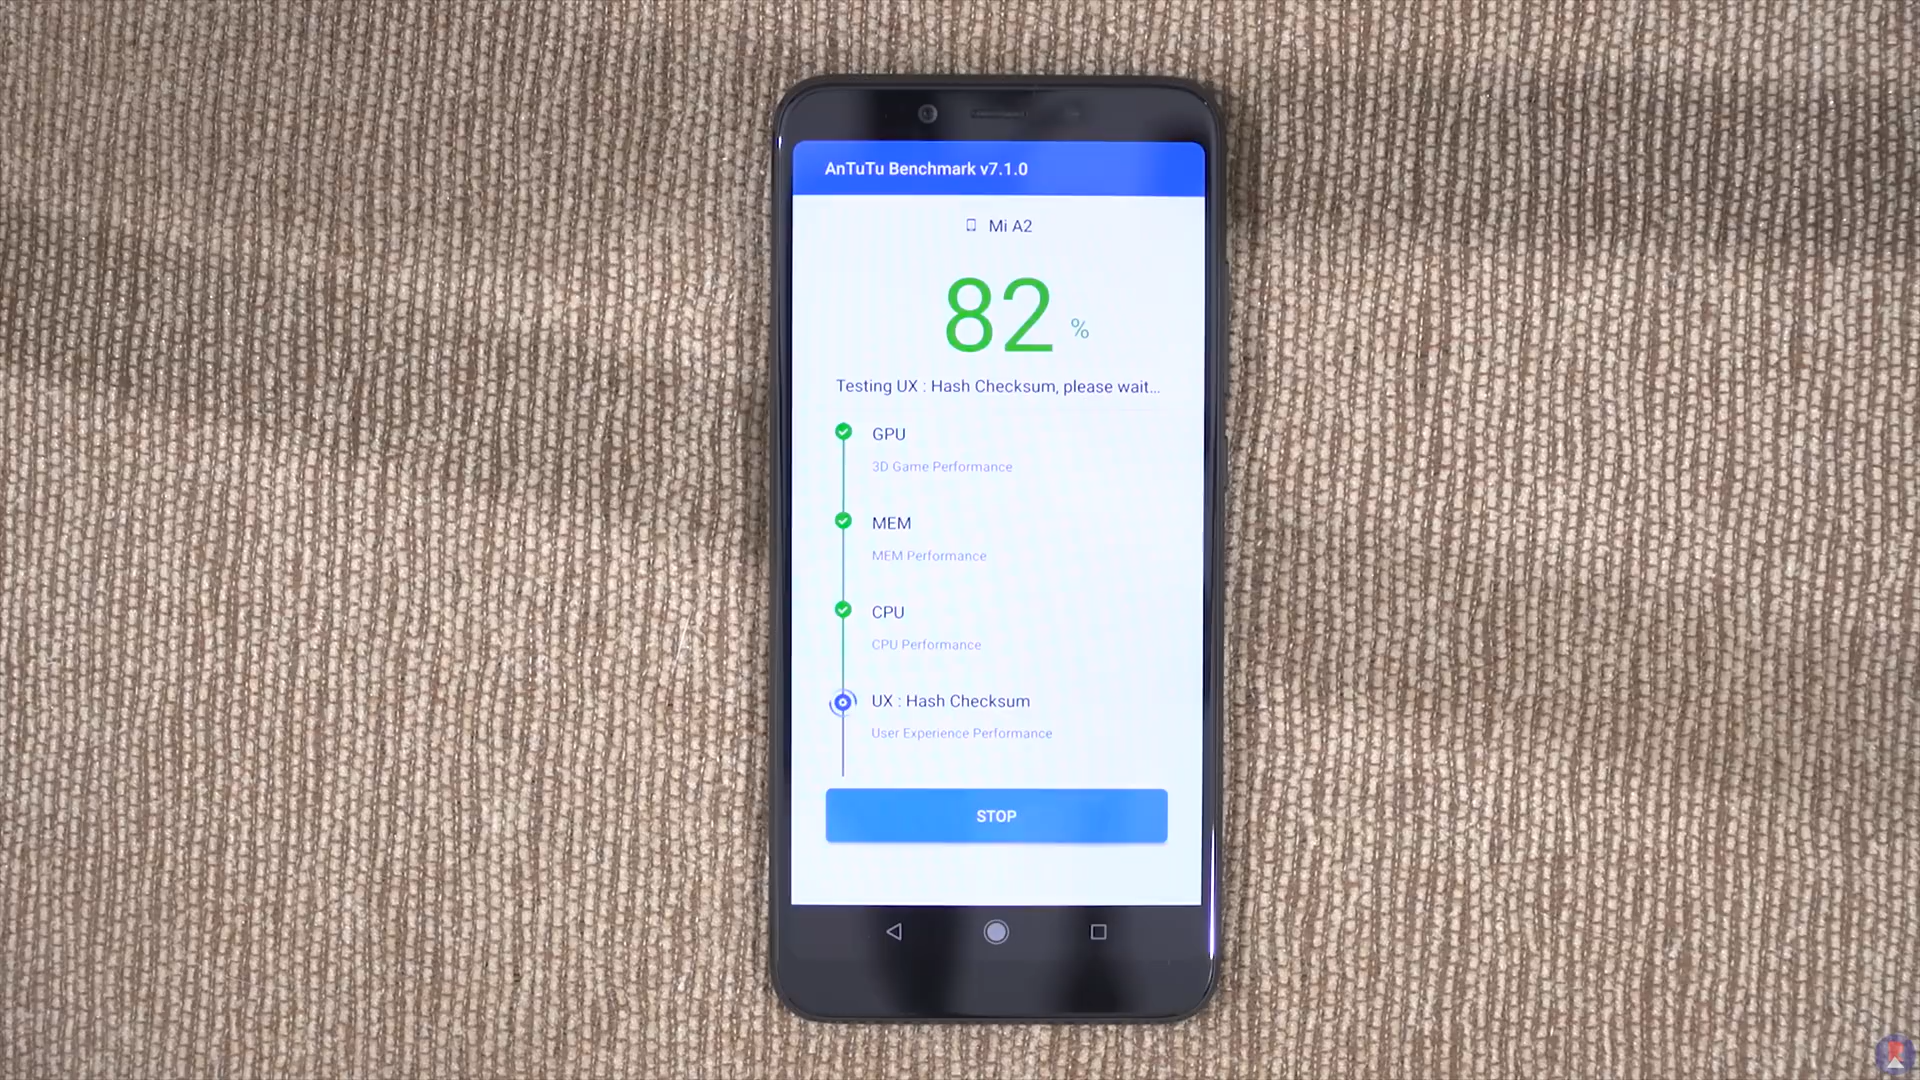 AnTuTu Benchmark v7.1.0
Mi A2
82 %
Testing UX : Hash Checksum, please wait...
GPU
3D Game Performance
MEM
MEM Performance
CPU
CPU Performance
UX : Hash Checksum
User Experience Performance
STOP